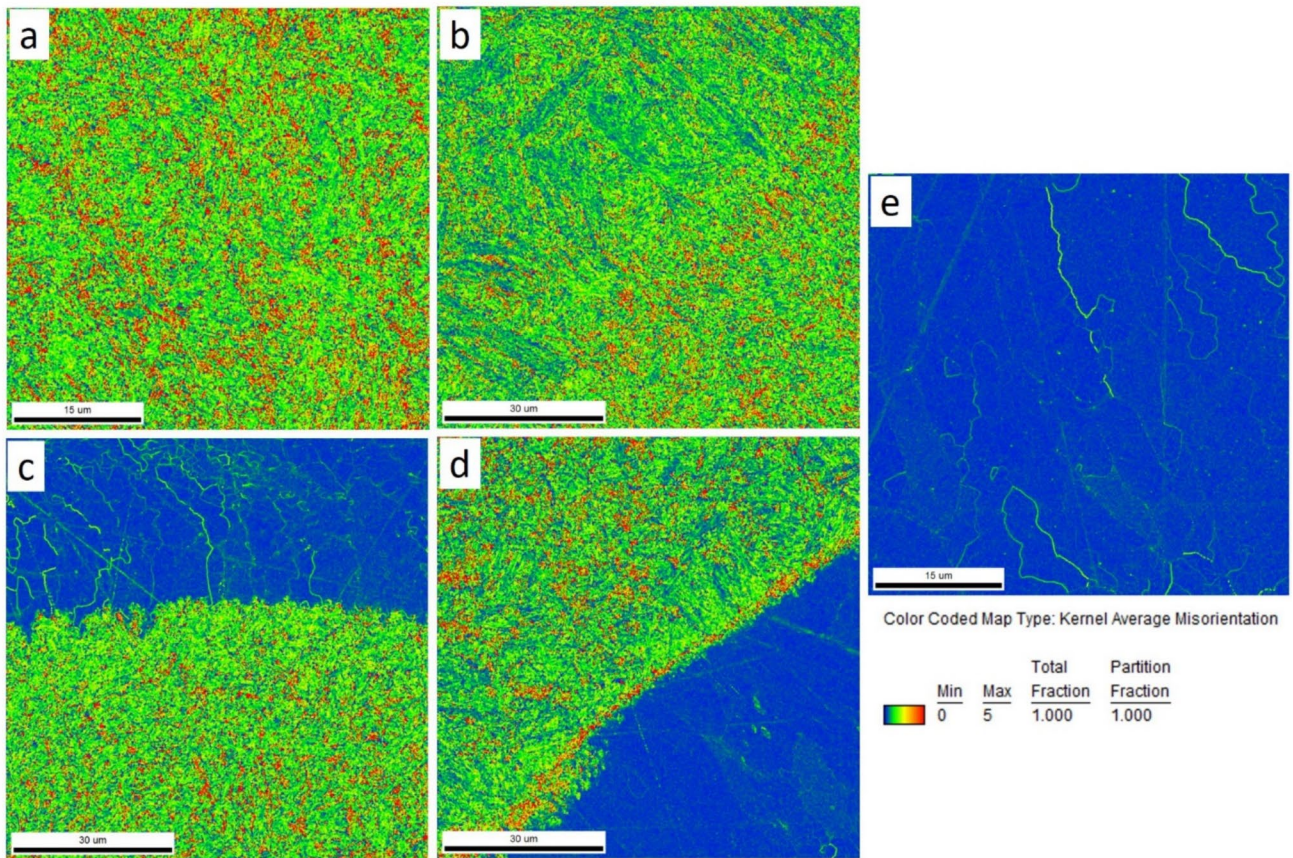 a
b
15 um
30 um
c
d
30 um
30 um
e
15 um
Color Coded Map Type: Kernel Average Misorientation
Total Partition
Min Max Fraction Fraction
0 5 1.000 1.000